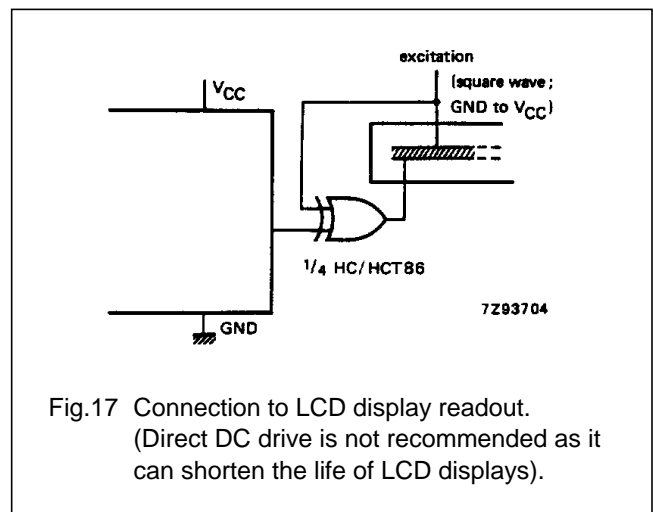 excitation
(square wave;
GND to VCC)
VCC
1/4 HC/HCT86
7Z93704
GND
Fig.17 Connection to LCD display readout.
(Direct DC drive is not recommended as it
can shorten the life of LCD displays).